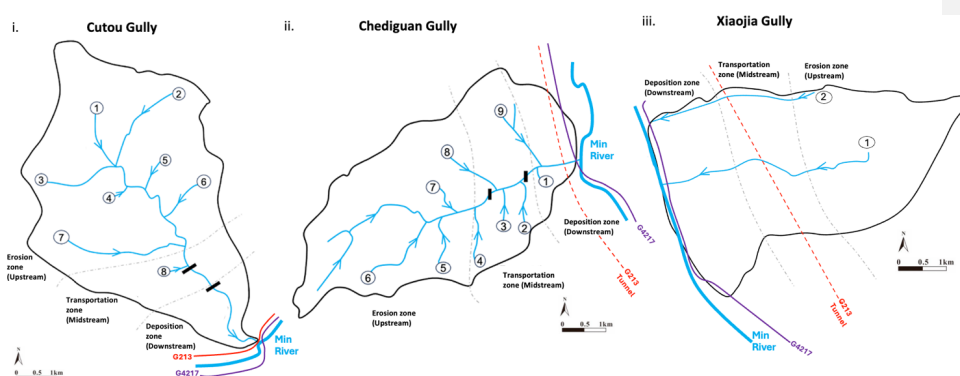 i.
Cutou Gully
1
2
3
4
5
6
7
8
Erosion
zone
(Upstream)
Transportation
zone
(Midstream)
Deposition
zone
(Downstream)
G213
G4217
Min
River
N
0 0.5 1km
ii.
Chediguan Gully
9
8
7
1
3
2
4
5
6
Min
River
G4217
Deposition zone
(Downstream)
G213
Tunnel
Transportation
zone (Midstream)
Erosion zone
(Upstream)
N
0 0.5 1km
iii.
Xiaojia Gully
Transportation
zone (Midstream)
Deposition zone
(Downstream)
Erosion zone
(Upstream)
2
1
N
0 0.5 1km
G213
Tunnel
G4217
Min
River